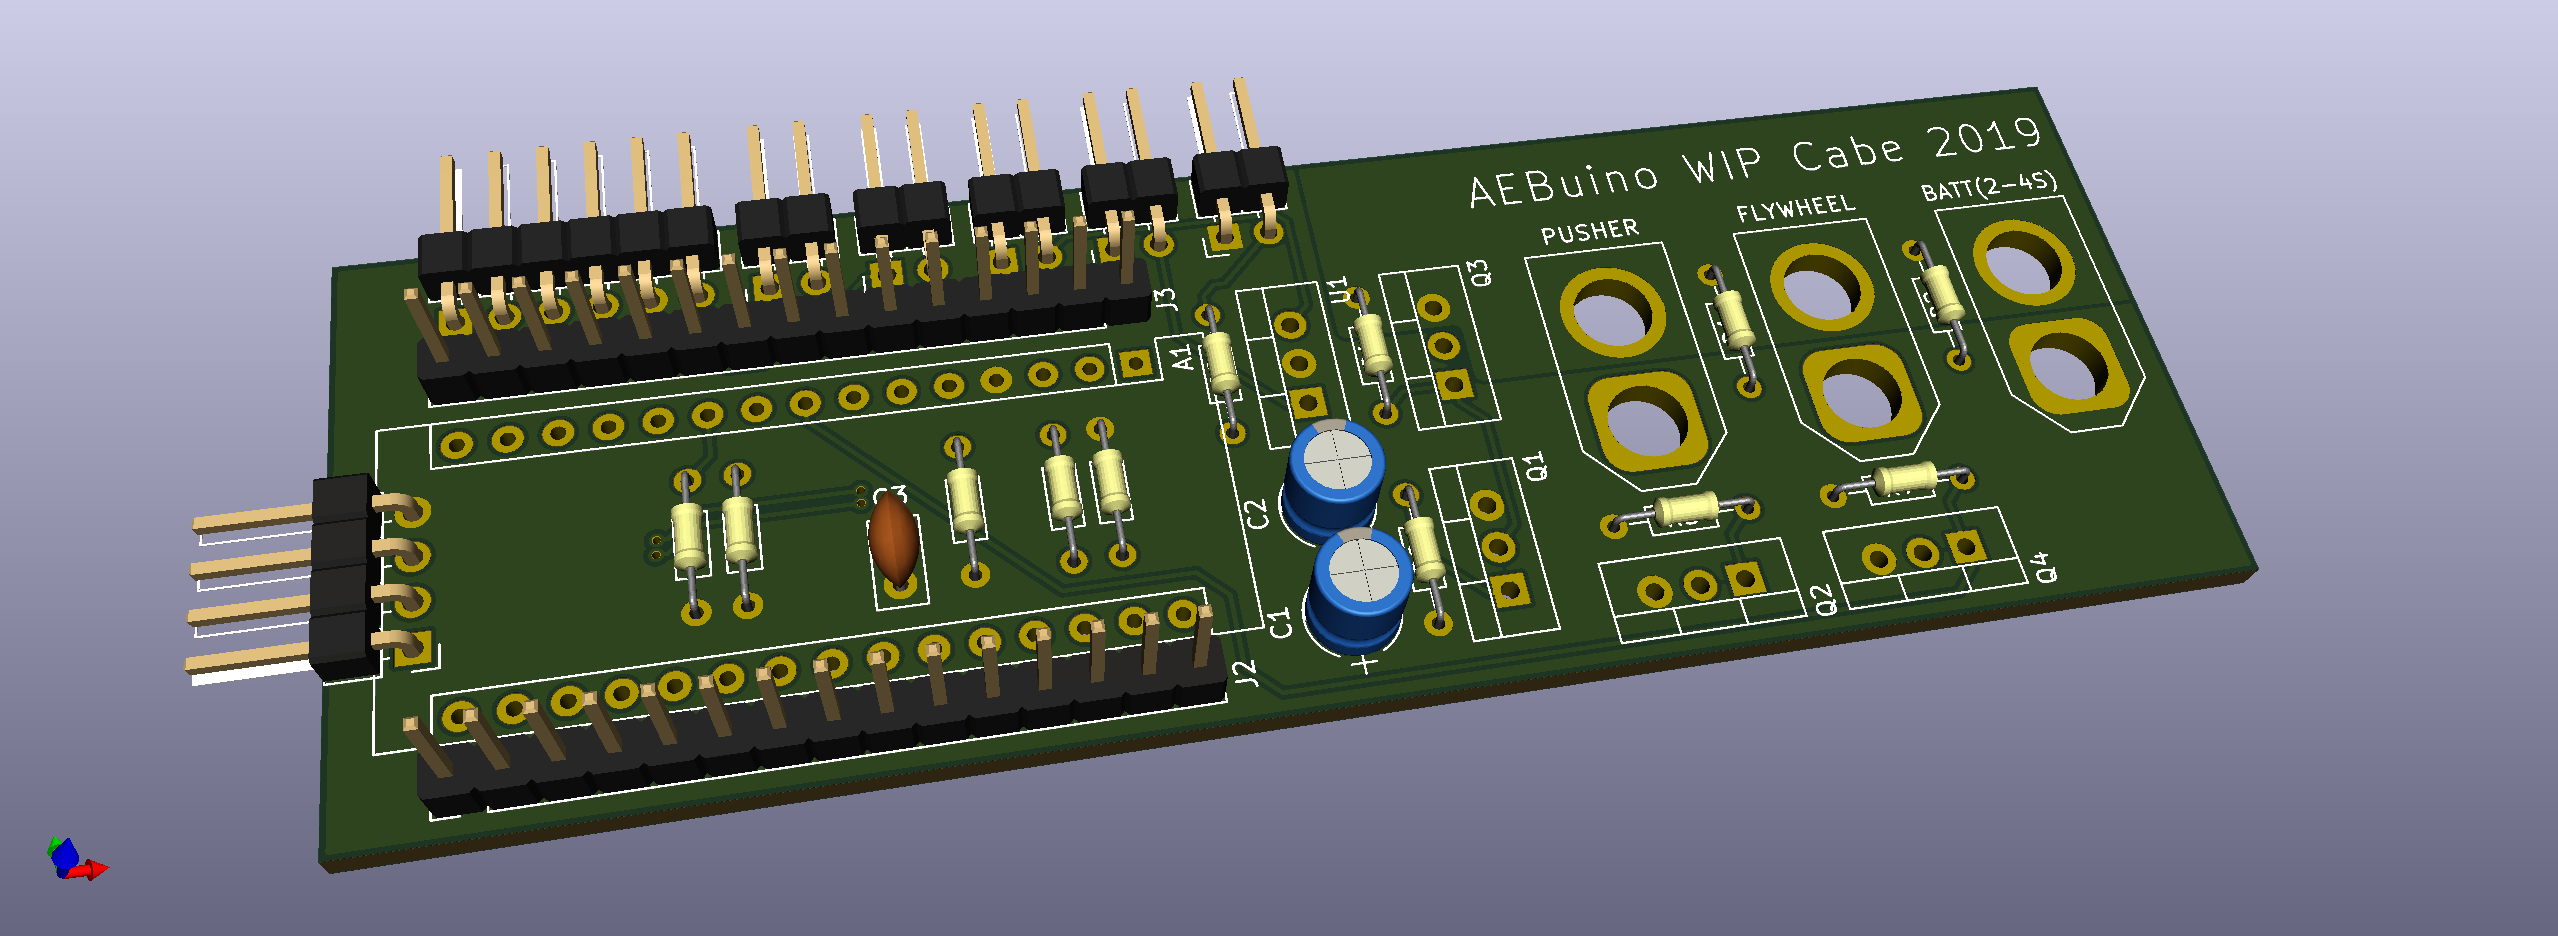 AEBuino WIP Cabe 2019
BATT(2-4S)
FLYWHEEL
PUSHER
Q3
U1
J3
A1
Q1
C2
C1
J2
Q2
Q4
+